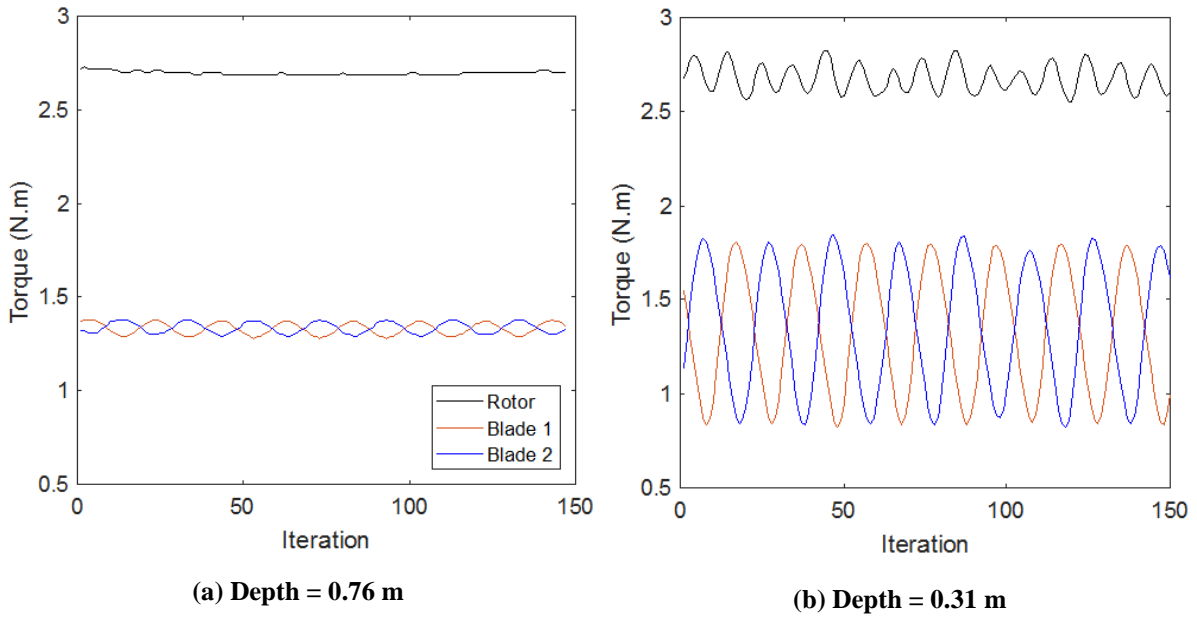 3
2.5
2
1.5
1
0.5
Torque (N.m)
0
50
100
150
Iteration
Rotor
Blade 1
Blade 2
(a) Depth = 0.76 m
3
2.5
2
1.5
1
0.5
Torque (N.m)
0
50
100
150
Iteration
(b) Depth = 0.31 m